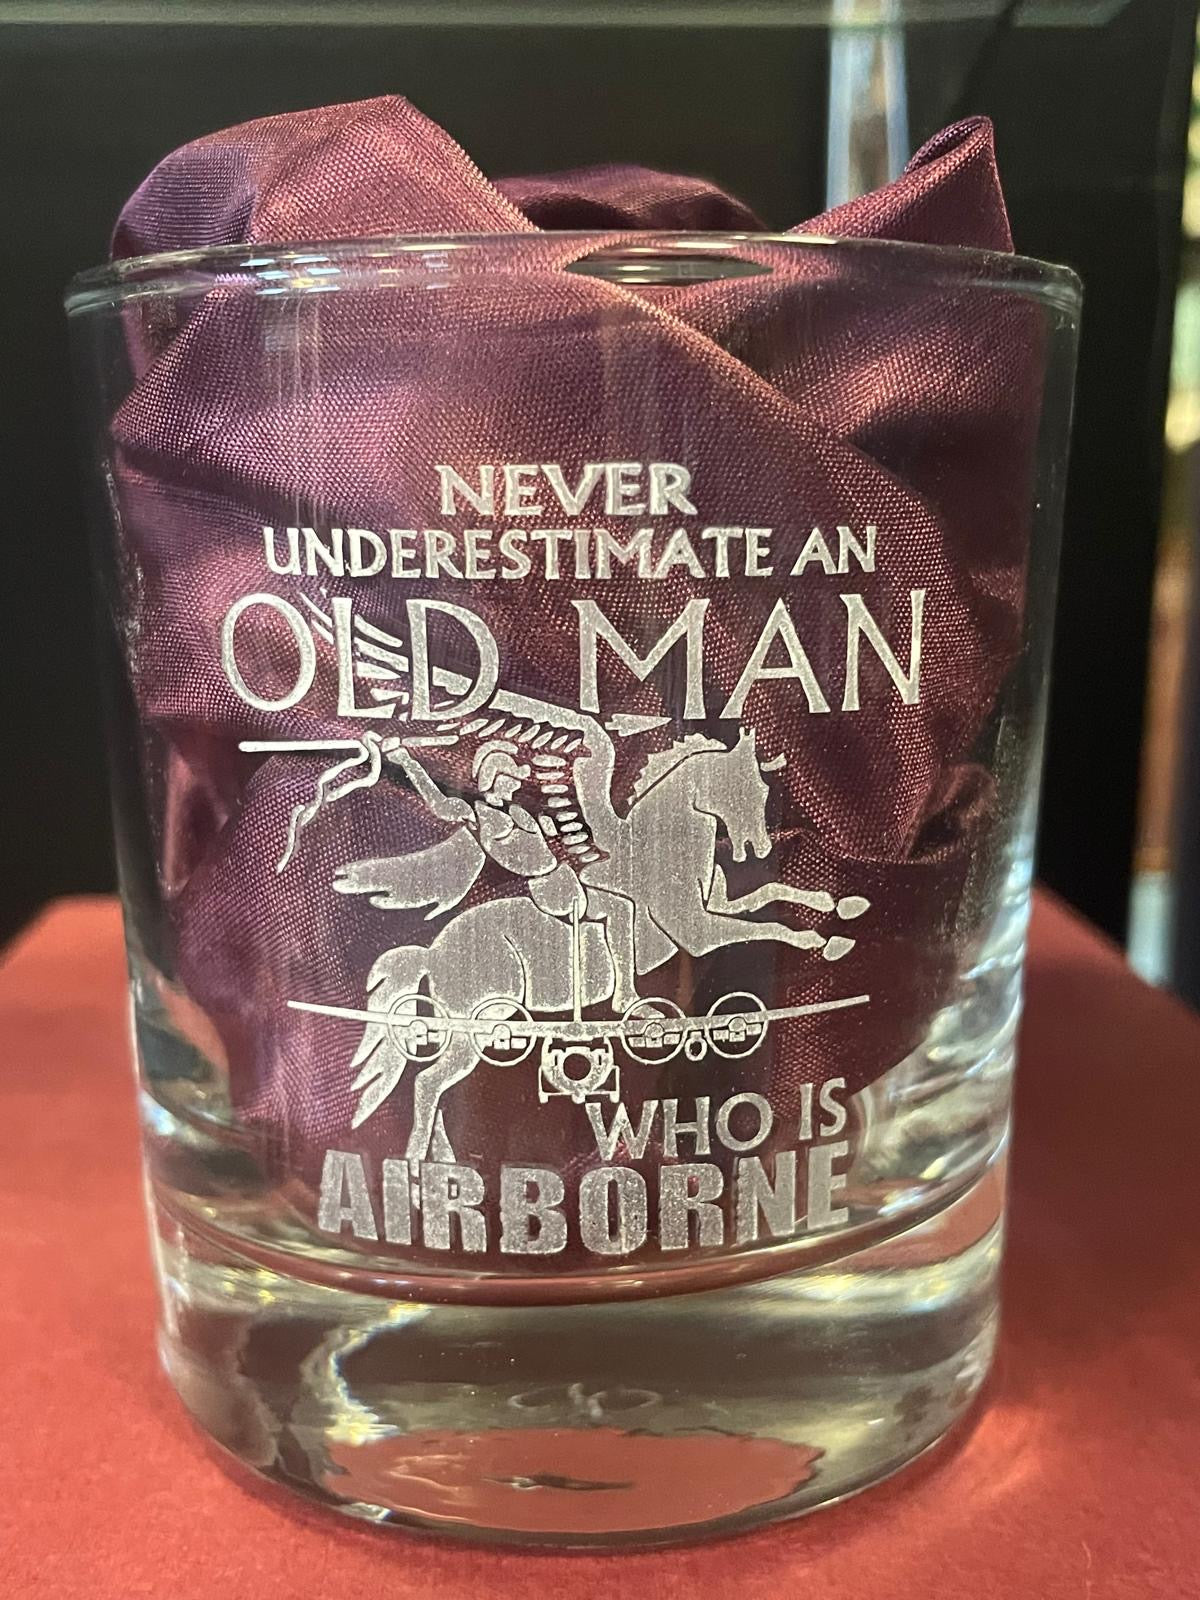 NEVER
UNDERESTIMATE AN
OLD MAN
WHO IS
AIRBORNE